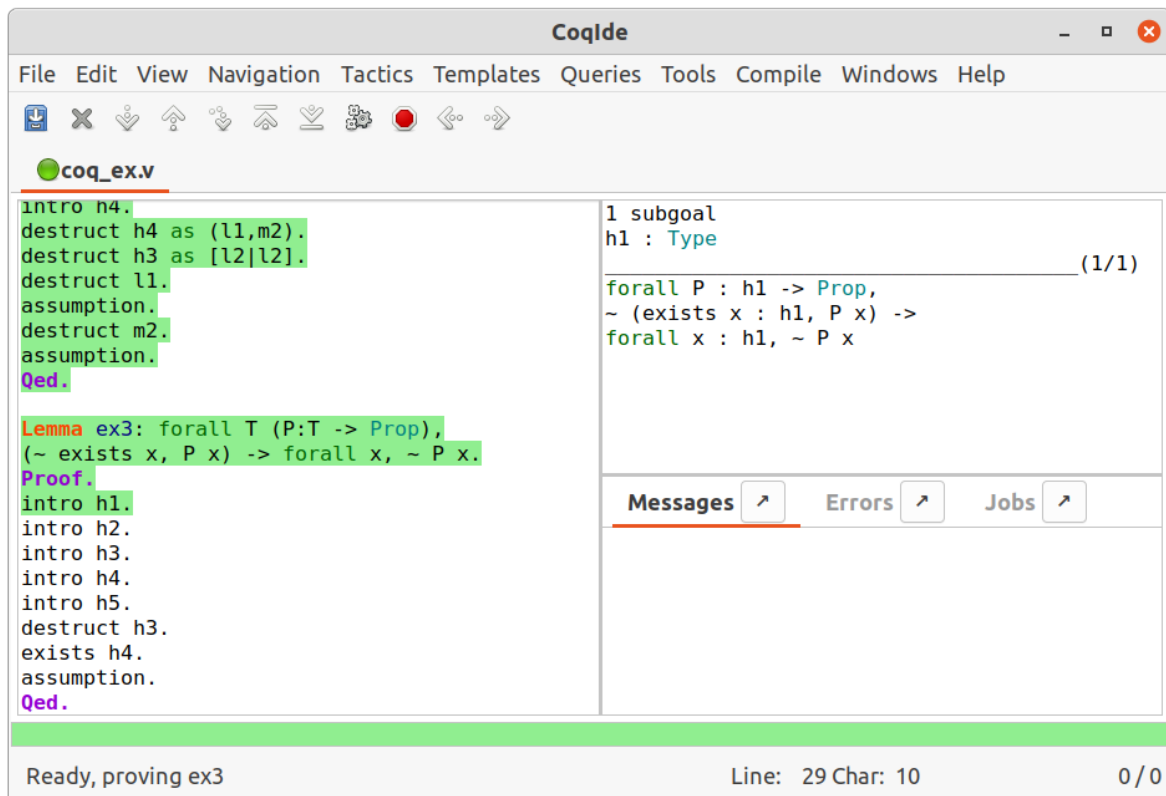 CoqIde
File Edit View Navigation Tactics Templates Queries Tools Compile Windows Help
coq_ex.v
intro h4.
destruct h4 as (l1,m2).
destruct h3 as [l2|l2].
destruct l1.
assumption.
destruct m2.
assumption.
Qed.
Lemma ex3: forall T (P:T -> Prop),
(~ exists x, P x) -> forall x, ~ P x.
Proof.
intro h1.
intro h2.
intro h3.
intro h4.
intro h5.
destruct h3.
exists h4.
assumption.
Qed.
1 subgoal
h1 : Type
______________________________________(1/1)
forall P : h1 -> Prop,
~ (exists x : h1, P x) ->
forall x : h1, ~ P x
Messages Errors Jobs
Ready, proving ex3 Line: 29 Char: 10 0 / 0